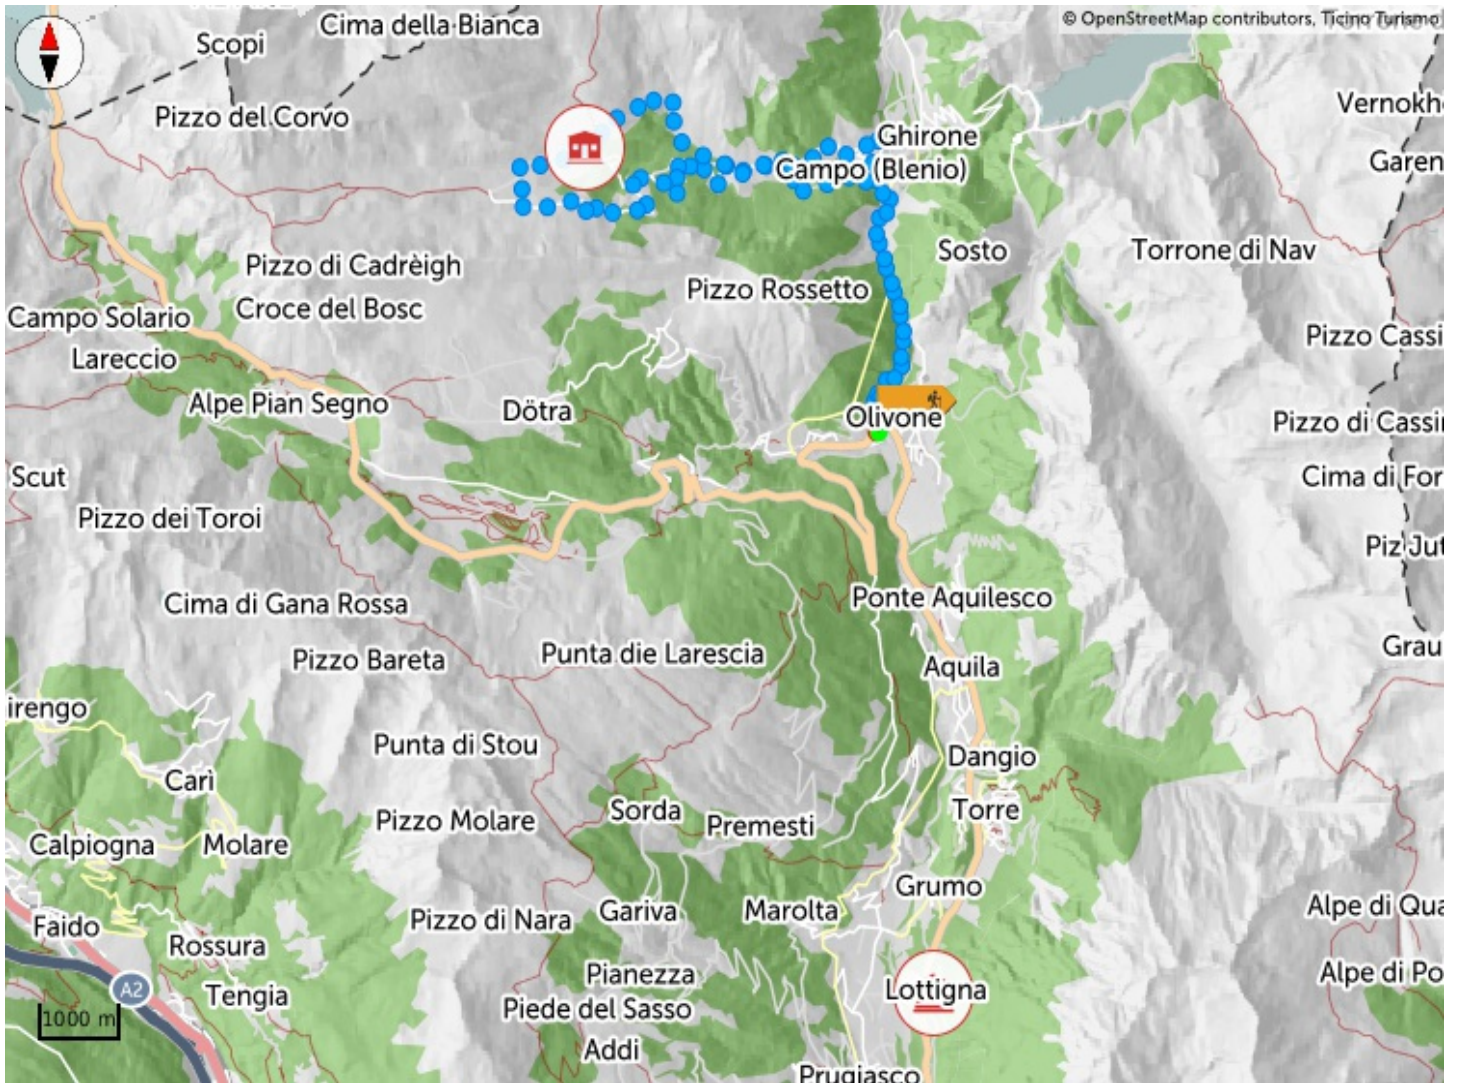 © OpenStreetMap contributors, Ticino Turismo
Cima della Bianca
Scopi
Vernokh
Pizzo del Corvo
Ghirone
Campo (Blenio)
Garen
Sosto
Torrone di Nav
Pizzo di Cadrèigh
Pizzo Rossetto
Croce del Bosc
Campo Solario
Pizzo Cassi
Lareccio
Alpe Pian Segno
Dötra
Olivone
Pizzo di Cassi
Scut
Cima di For
Pizzo dei Toroi
Piz Jut
Cima di Gana Rossa
Ponte Aquilesco
Pizzo Bareta
Punta die Larescia
Aquila
Grau
irengo
Punta di Stou
Dangio
Carì
Pizzo Molare
Sorda
Premesti
Torre
Calpiogna
Molare
Grumo
Faido
Pizzo di Nara
Gariva
Marolta
Alpe di Qua
Rossura
Pianezza
Alpe di Po
A2
Tengia
Lottigna
Piede del Sasso
1000 m
Addi
Prugiasco